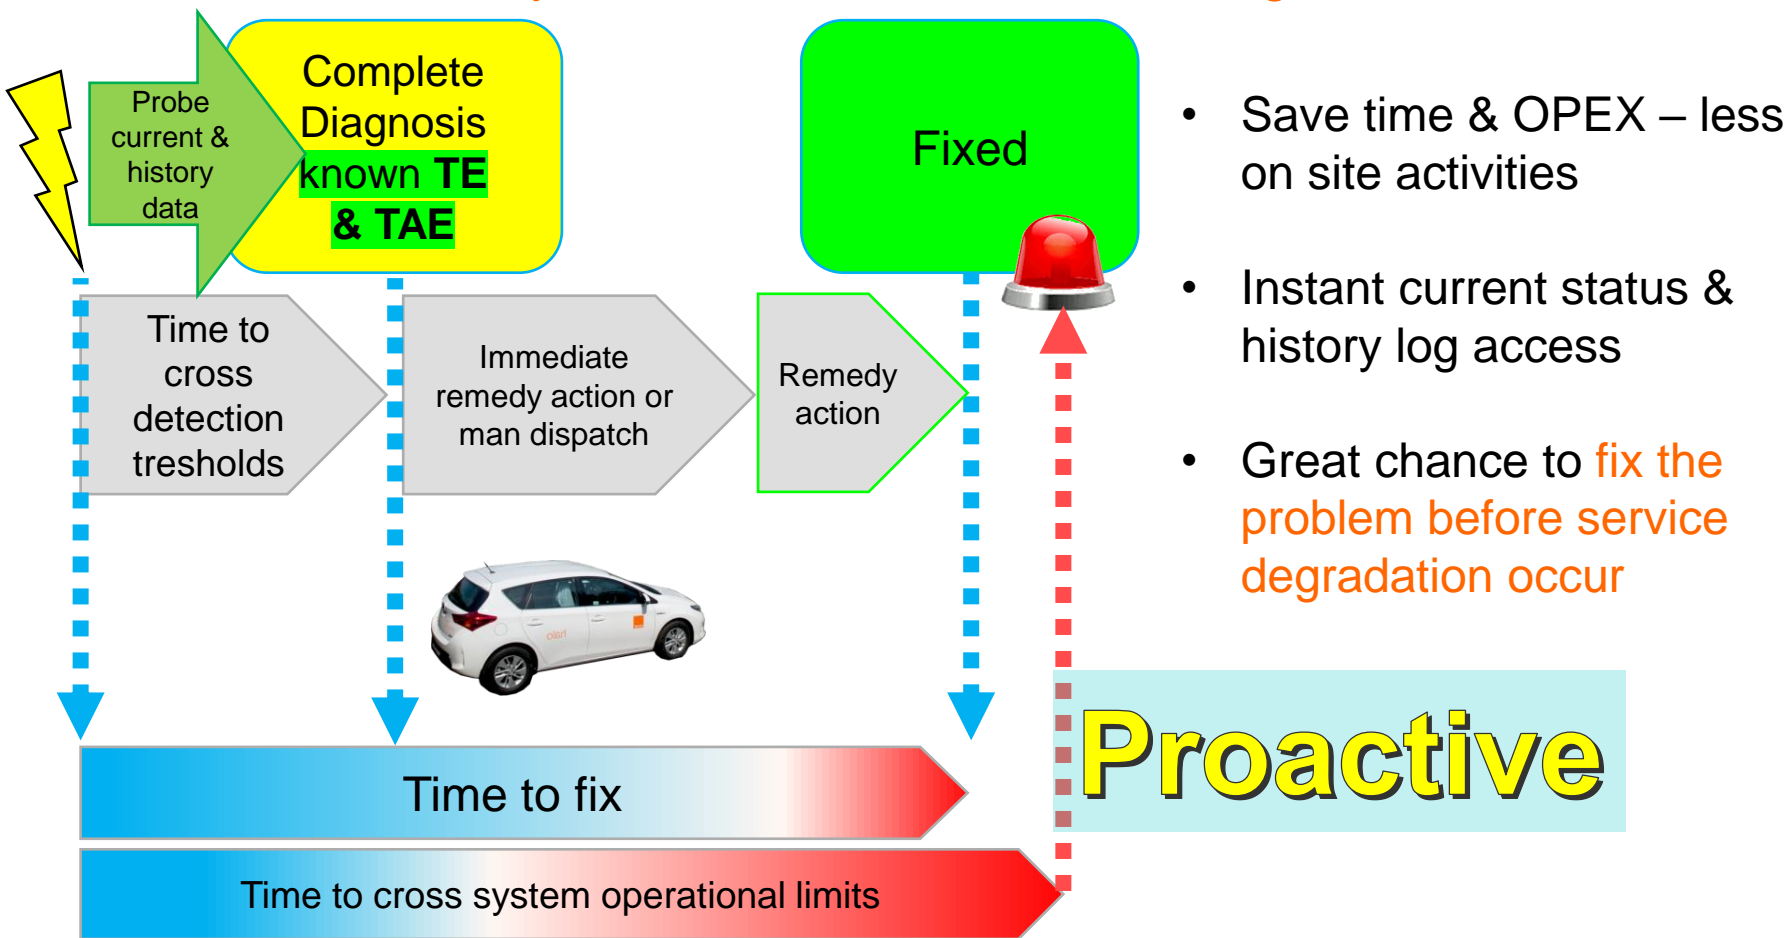 Probe
current &
history
data
Complete
Diagnosis
known TE
& TAE
Fixed
Time to
cross
detection
tresholds
Immediate
remedy action or
man dispatch
Remedy
action
• Save time & OPEX – less
on site activities
• Instant current status &
history log access
• Great chance to fix the
problem before service
degradation occur
Time to fix
Time to cross system operational limits
Proactive